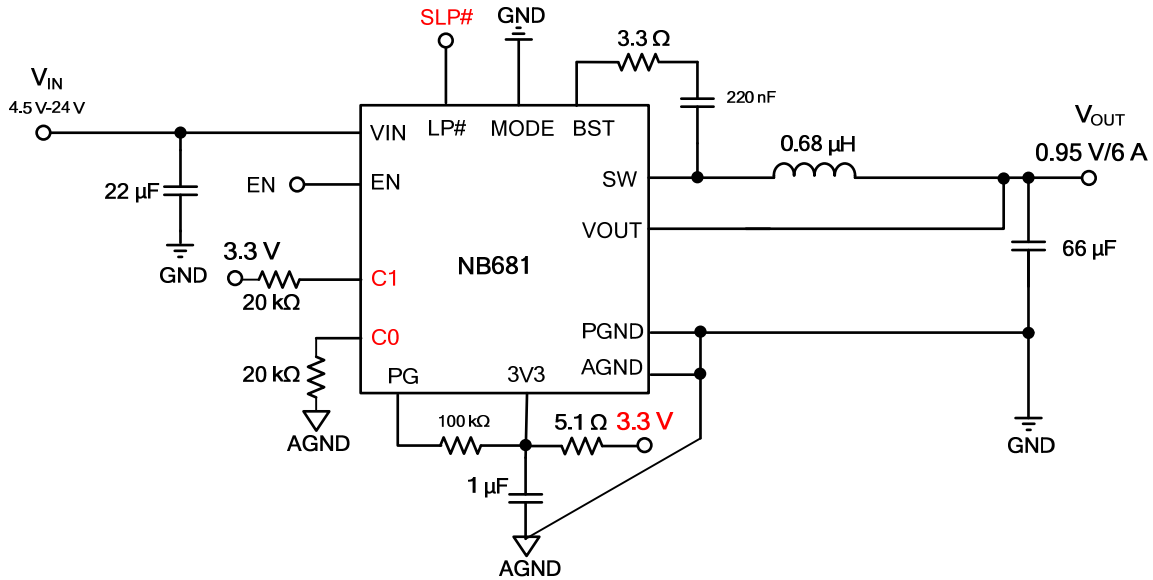 SLP#
GND
3.3 Ω
220 nF
V_IN
4.5 V-24 V
VIN
LP#
MODE
BST
V_OUT
0.95 V/6 A
0.68 µH
22 µF
GND
EN
EN
SW
VOUT
66 µF
3.3 V
20 kΩ
C1
NB681
C0
20 kΩ
AGND
PGND
AGND
PG
3V3
100 kΩ
5.1 Ω
3.3 V
1 µF
AGND
GND